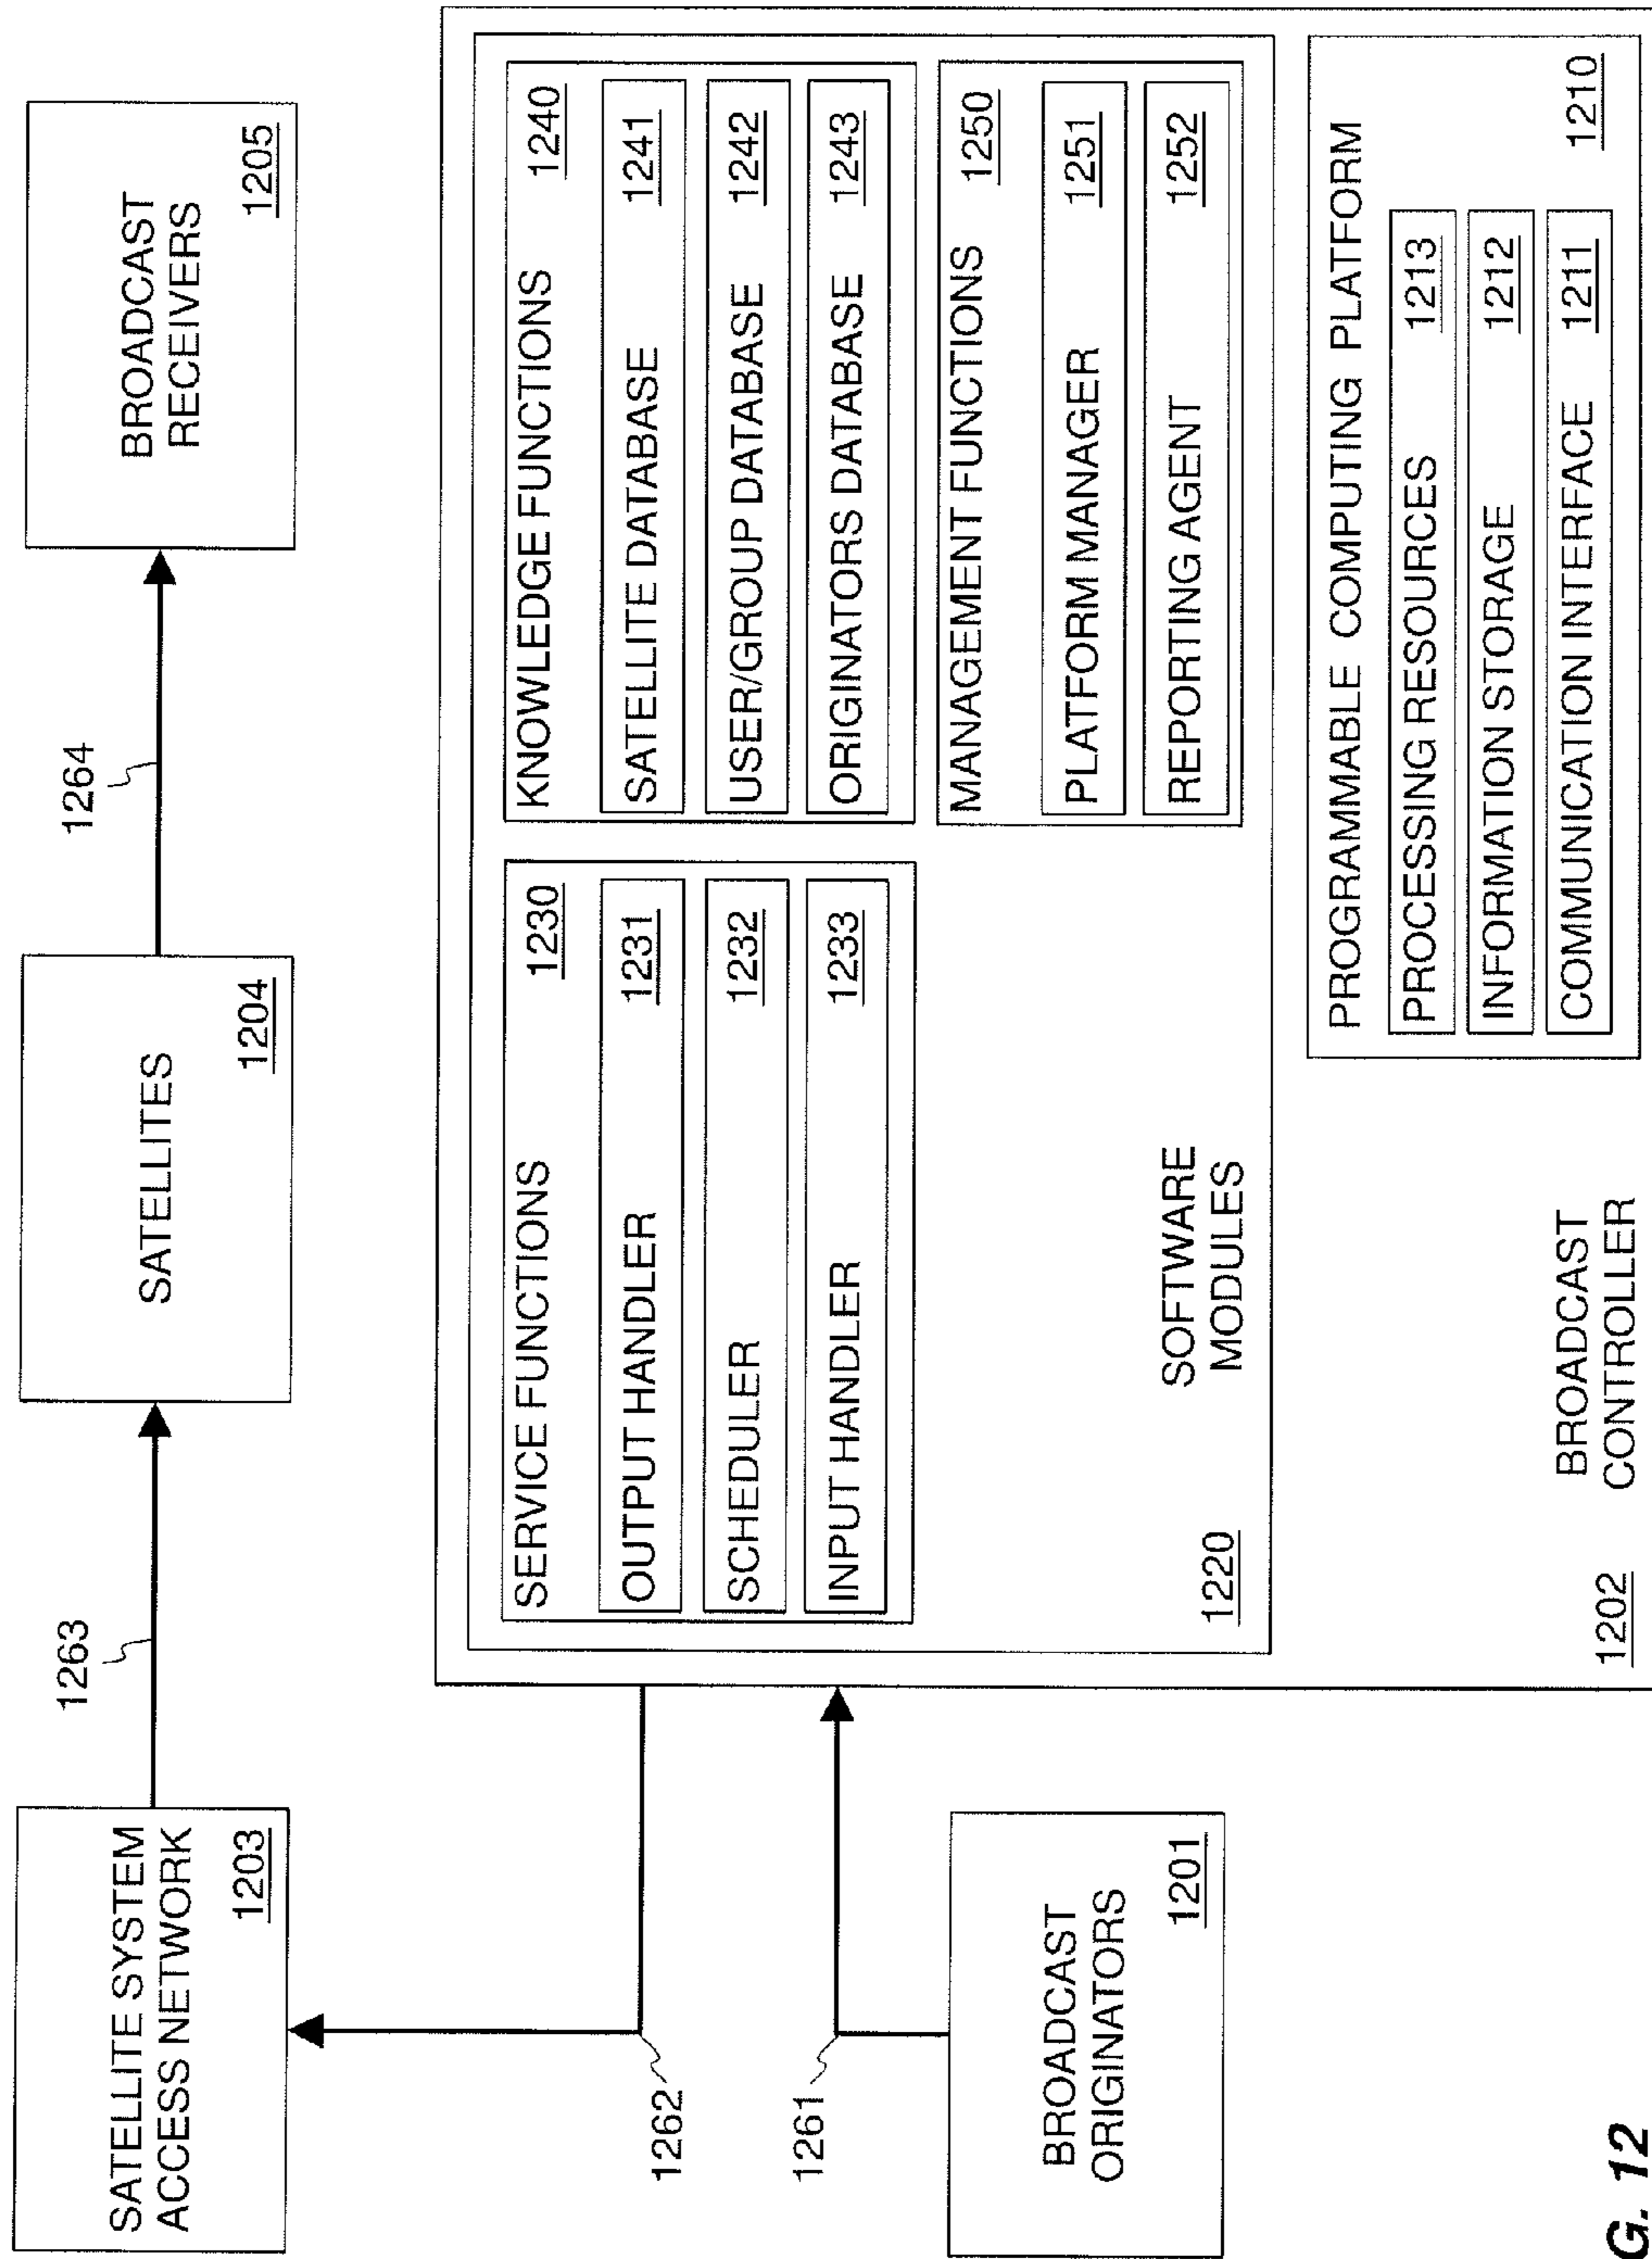 SATELLITE SYSTEM
ACCESS NETWORK
1203
1263
SATELLITES
1204
1264
BROADCAST
RECEIVERS
1205
1262
1261
BROADCAST
ORIGINATORS
1201
SERVICE FUNCTIONS
1230
OUTPUT HANDLER 1231
SCHEDULER 1232
INPUT HANDLER 1233
KNOWLEDGE FUNCTIONS
1240
SATELLITE DATABASE 1241
USER/GROUP DATABASE 1242
ORIGINATORS DATABASE 1243
MANAGEMENT FUNCTIONS
1250
PLATFORM MANAGER 1251
REPORTING AGENT 1252
1220
SOFTWARE
MODULES
PROGRAMMABLE COMPUTING PLATFORM
PROCESSING RESOURCES 1213
INFORMATION STORAGE 1212
COMMUNICATION INTERFACE 1211
1210
1202
BROADCAST
CONTROLLER
G. 12